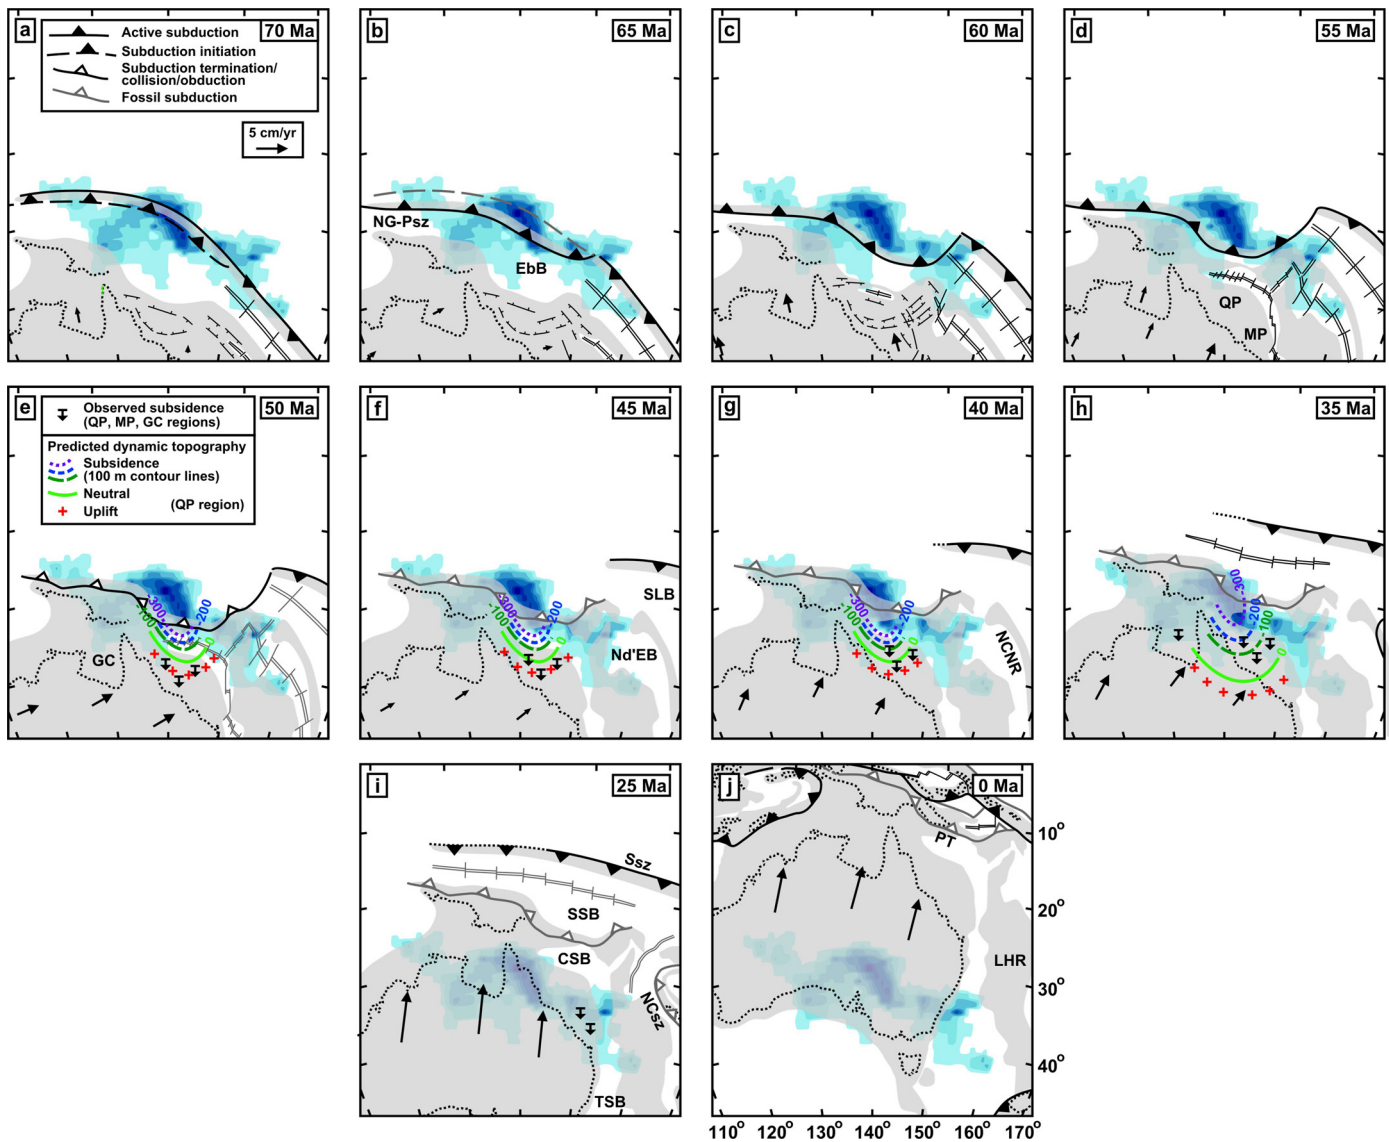 a
70 Ma
Active subduction
Subduction initiation
Subduction termination/
collision/obduction
Fossil subduction
5 cm/yr
b
65 Ma
NG-Psz
EbB
c
60 Ma
d
55 Ma
QP
MP
e
50 Ma
Observed subsidence
(QP, MP, GC regions)
Predicted dynamic topography
Subsidence
(100 m contour lines)
Neutral
(QP region)
Uplift
-300
-200
-100
0
GC
f
45 Ma
-300
-200
-100
0
SLB
Nd'EB
g
40 Ma
-300
-200
-100
0
NCNR
h
35 Ma
-300
-200
-100
0
i
25 Ma
Ssz
SSB
CSB
NCsz
TSB
j
0 Ma
PT
LHR
10°
20°
30°
40°
110° 120° 130° 140° 150° 160° 170°